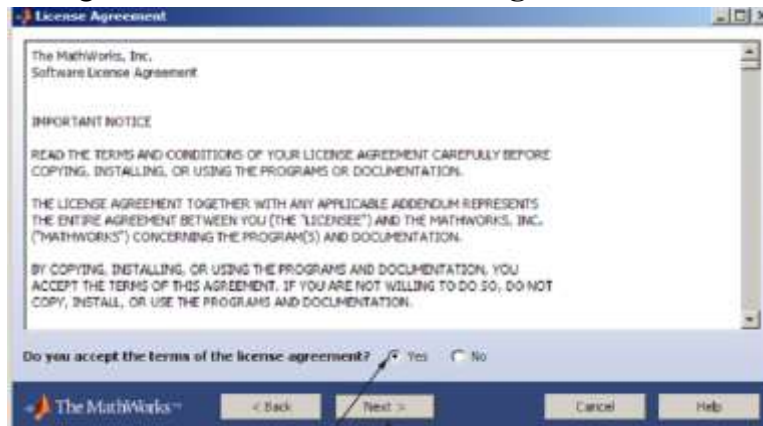 License Agreement
The MathWorks, Inc.
Software License Agreement
IMPORTANT NOTICE
READ THE TERMS AND CONDITIONS OF YOUR LICENSE AGREEMENT CAREFULLY BEFORE
COPYING, INSTALLING, OR USING THE PROGRAMS OR DOCUMENTATION.
THE LICENSE AGREEMENT TOGETHER WITH ANY APPLICABLE ADDENDUM REPRESENTS
THE ENTIRE AGREEMENT BETWEEN YOU (THE "LICENSEE") AND THE MATHWORKS, INC.
("MATHWORKS") CONCERNING THE PROGRAM(S) AND DOCUMENTATION.
BY COPYING, INSTALLING, OR USING THE PROGRAMS AND DOCUMENTATION, YOU
ACCEPT THE TERMS OF THIS AGREEMENT. IF YOU ARE NOT WILLING TO DO SO, DO NOT
COPY, INSTALL, OR USE THE PROGRAMS AND DOCUMENTATION.
Do you accept the terms of the license agreement? Yes No
The MathWorks™ < Back Next > Cancel Help